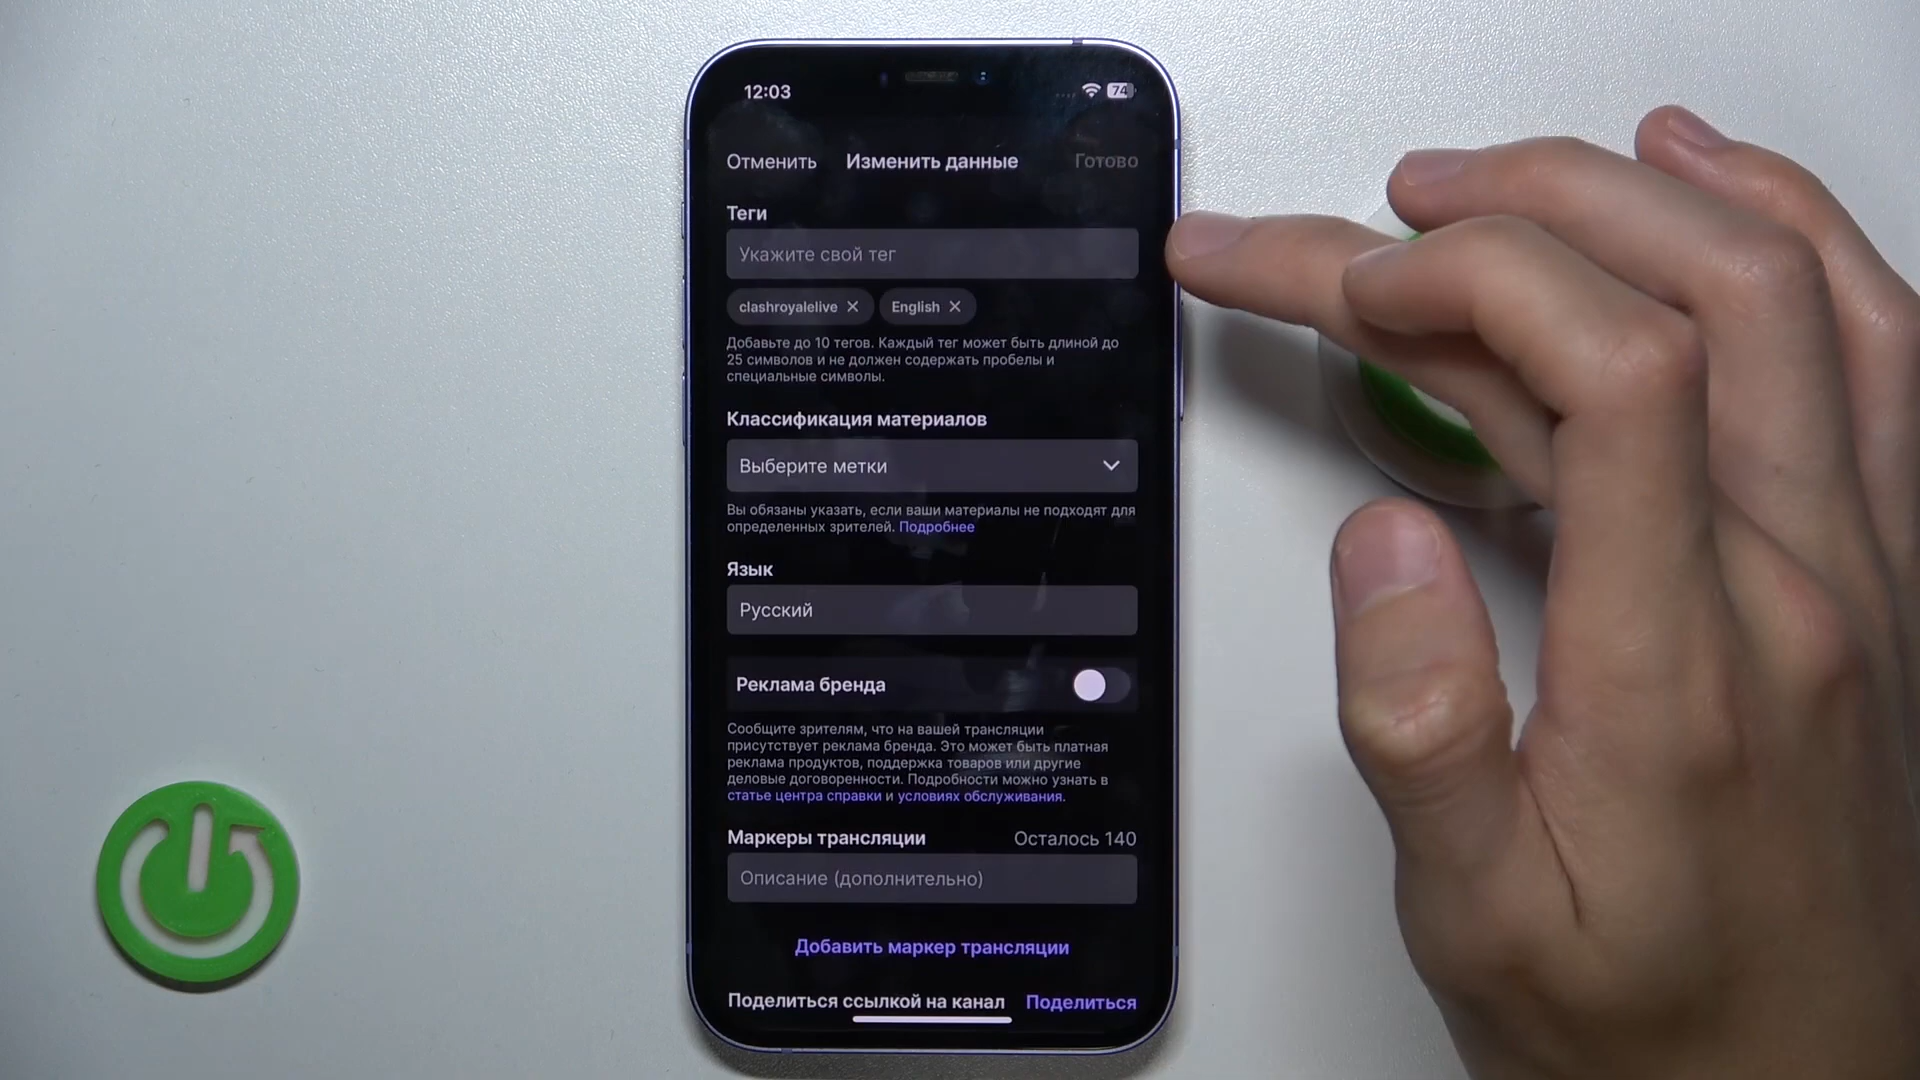 12:03
74
Отменить Изменить данные Готово
Теги
Укажите свой тег
clashroyalelive English
Добавьте до 10 тегов. Каждый тег может быть длиной до
25 символов и не должен содержать пробелы и
специальные символы.
Классификация материалов
Выберите метки
Вы обязаны указать, если ваши материалы не подходят для
определенных зрителей. Подробнее
Язык
Русский
Реклама бренда
Сообщите зрителям, что на вашей трансляции
присутствует реклама бренда. Это может быть платная
реклама продуктов, поддержка товаров или другие
деловые договоренности. Подробности можно узнать в
статье центра справки и условиях обслуживания.
Маркеры трансляции Осталось 140
Описание (дополнительно)
Добавить маркер трансляции
Поделиться ссылкой на канал Поделиться